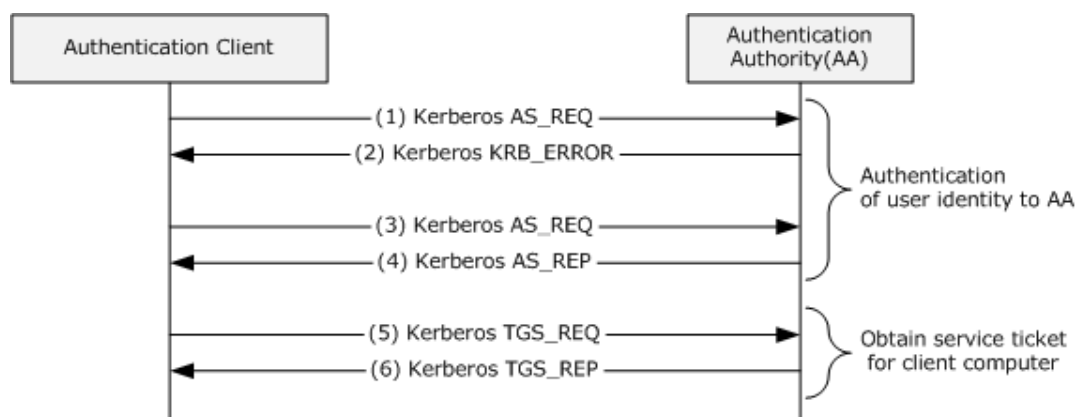 Authentication Client
Authentication
Authority(AA)
(1) Kerberos AS_REQ
(2) Kerberos KRB_ERROR
Authentication
of user identity to AA
(3) Kerberos AS_REQ
(4) Kerberos AS_REP
(5) Kerberos TGS_REQ
Obtain service ticket
for client computer
(6) Kerberos TGS_REP